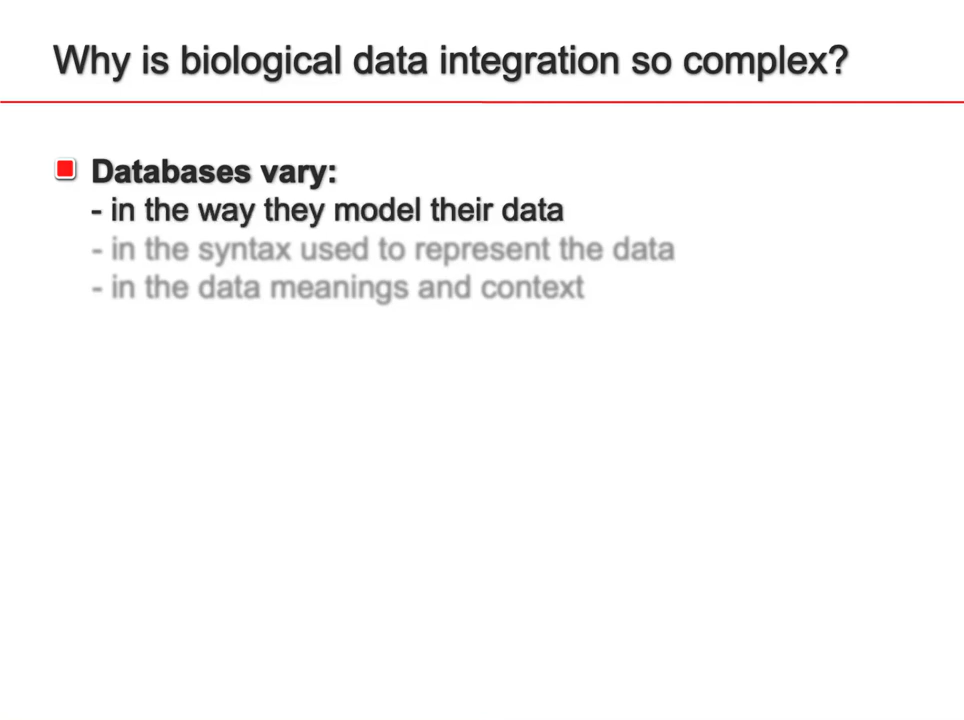 Why is biological data integration so complex?
Databases vary:
- in the way they model their data
- in the syntax used to represent the data
- in the data meanings and context